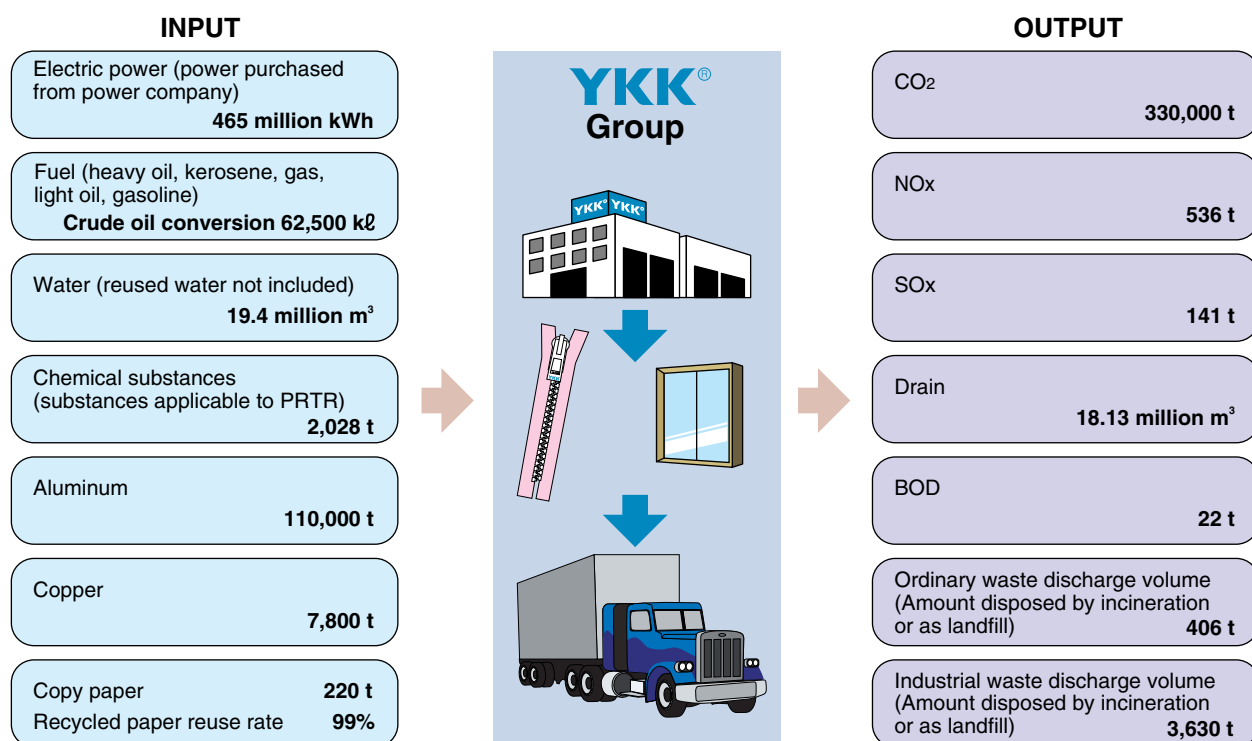 INPUT
Electric power (power purchased
from power company)
465 million kWh
Fuel (heavy oil, kerosene, gas,
light oil, gasoline)
Crude oil conversion 62,500 kℓ
Water (reused water not included)
19.4 million m³
Chemical substances
(substances applicable to PRTR)
2,028 t
Aluminum
110,000 t
Copper
7,800 t
Copy paper 220 t
Recycled paper reuse rate 99%
YKK®
Group
YKK® YKK®
YKK
OUTPUT
CO2
330,000 t
NOx
536 t
SOx
141 t
Drain
18.13 million m³
BOD
22 t
Ordinary waste discharge volume
(Amount disposed by incineration
or as landfill) 406 t
Industrial waste discharge volume
(Amount disposed by incineration
or as landfill) 3,630 t